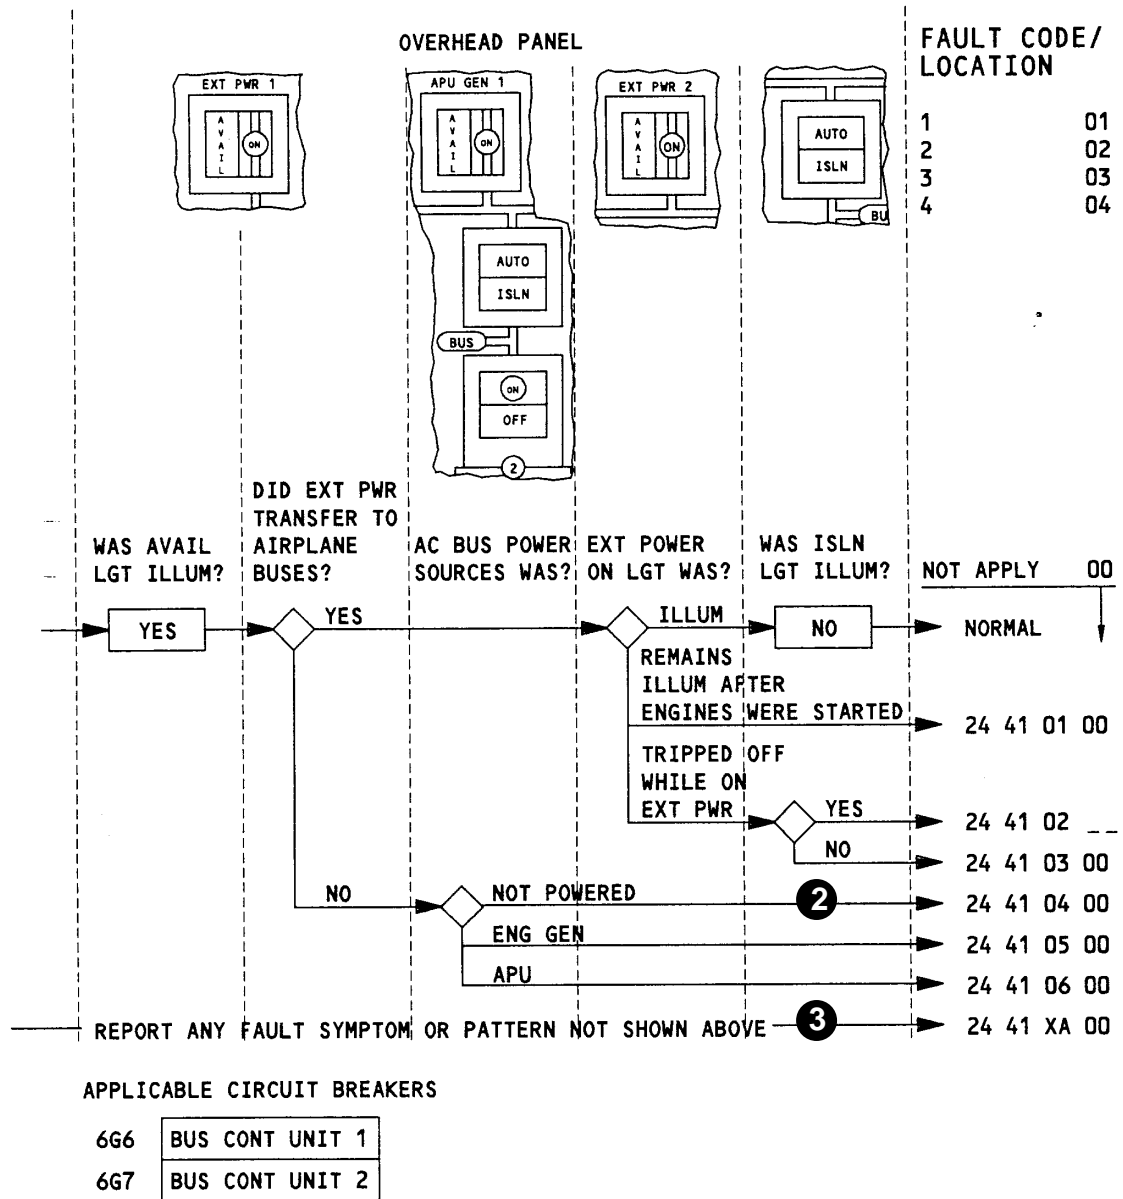 OVERHEAD PANEL
FAULT CODE/
LOCATION
1 01
2 02
3 03
4 04
EXT PWR 1
AVAIL
ON
APU GEN 1
AVAIL
ON
AUTO
ISLN
BUS
ON
OFF
2
EXT PWR 2
AVAIL
ON
AUTO
ISLN
BU
WAS AVAIL
LGT ILLUM?
DID EXT PWR
TRANSFER TO
AIRPLANE
BUSES?
AC BUS POWER
SOURCES WAS?
EXT POWER
ON LGT WAS?
WAS ISLN
LGT ILLUM?
NOT APPLY 00
YES
YES
ILLUM
NO
NORMAL
REMAINS
ILLUM AFTER
ENGINES WERE STARTED
24 41 01 00
TRIPPED OFF
WHILE ON
EXT PWR
YES
24 41 02 _ _
NO
24 41 03 00
NO
NOT POWERED
2
24 41 04 00
ENG GEN
24 41 05 00
APU
24 41 06 00
REPORT ANY FAULT SYMPTOM OR PATTERN NOT SHOWN ABOVE
3
24 41 XA 00
APPLICABLE CIRCUIT BREAKERS
6G6 BUS CONT UNIT 1
6G7 BUS CONT UNIT 2